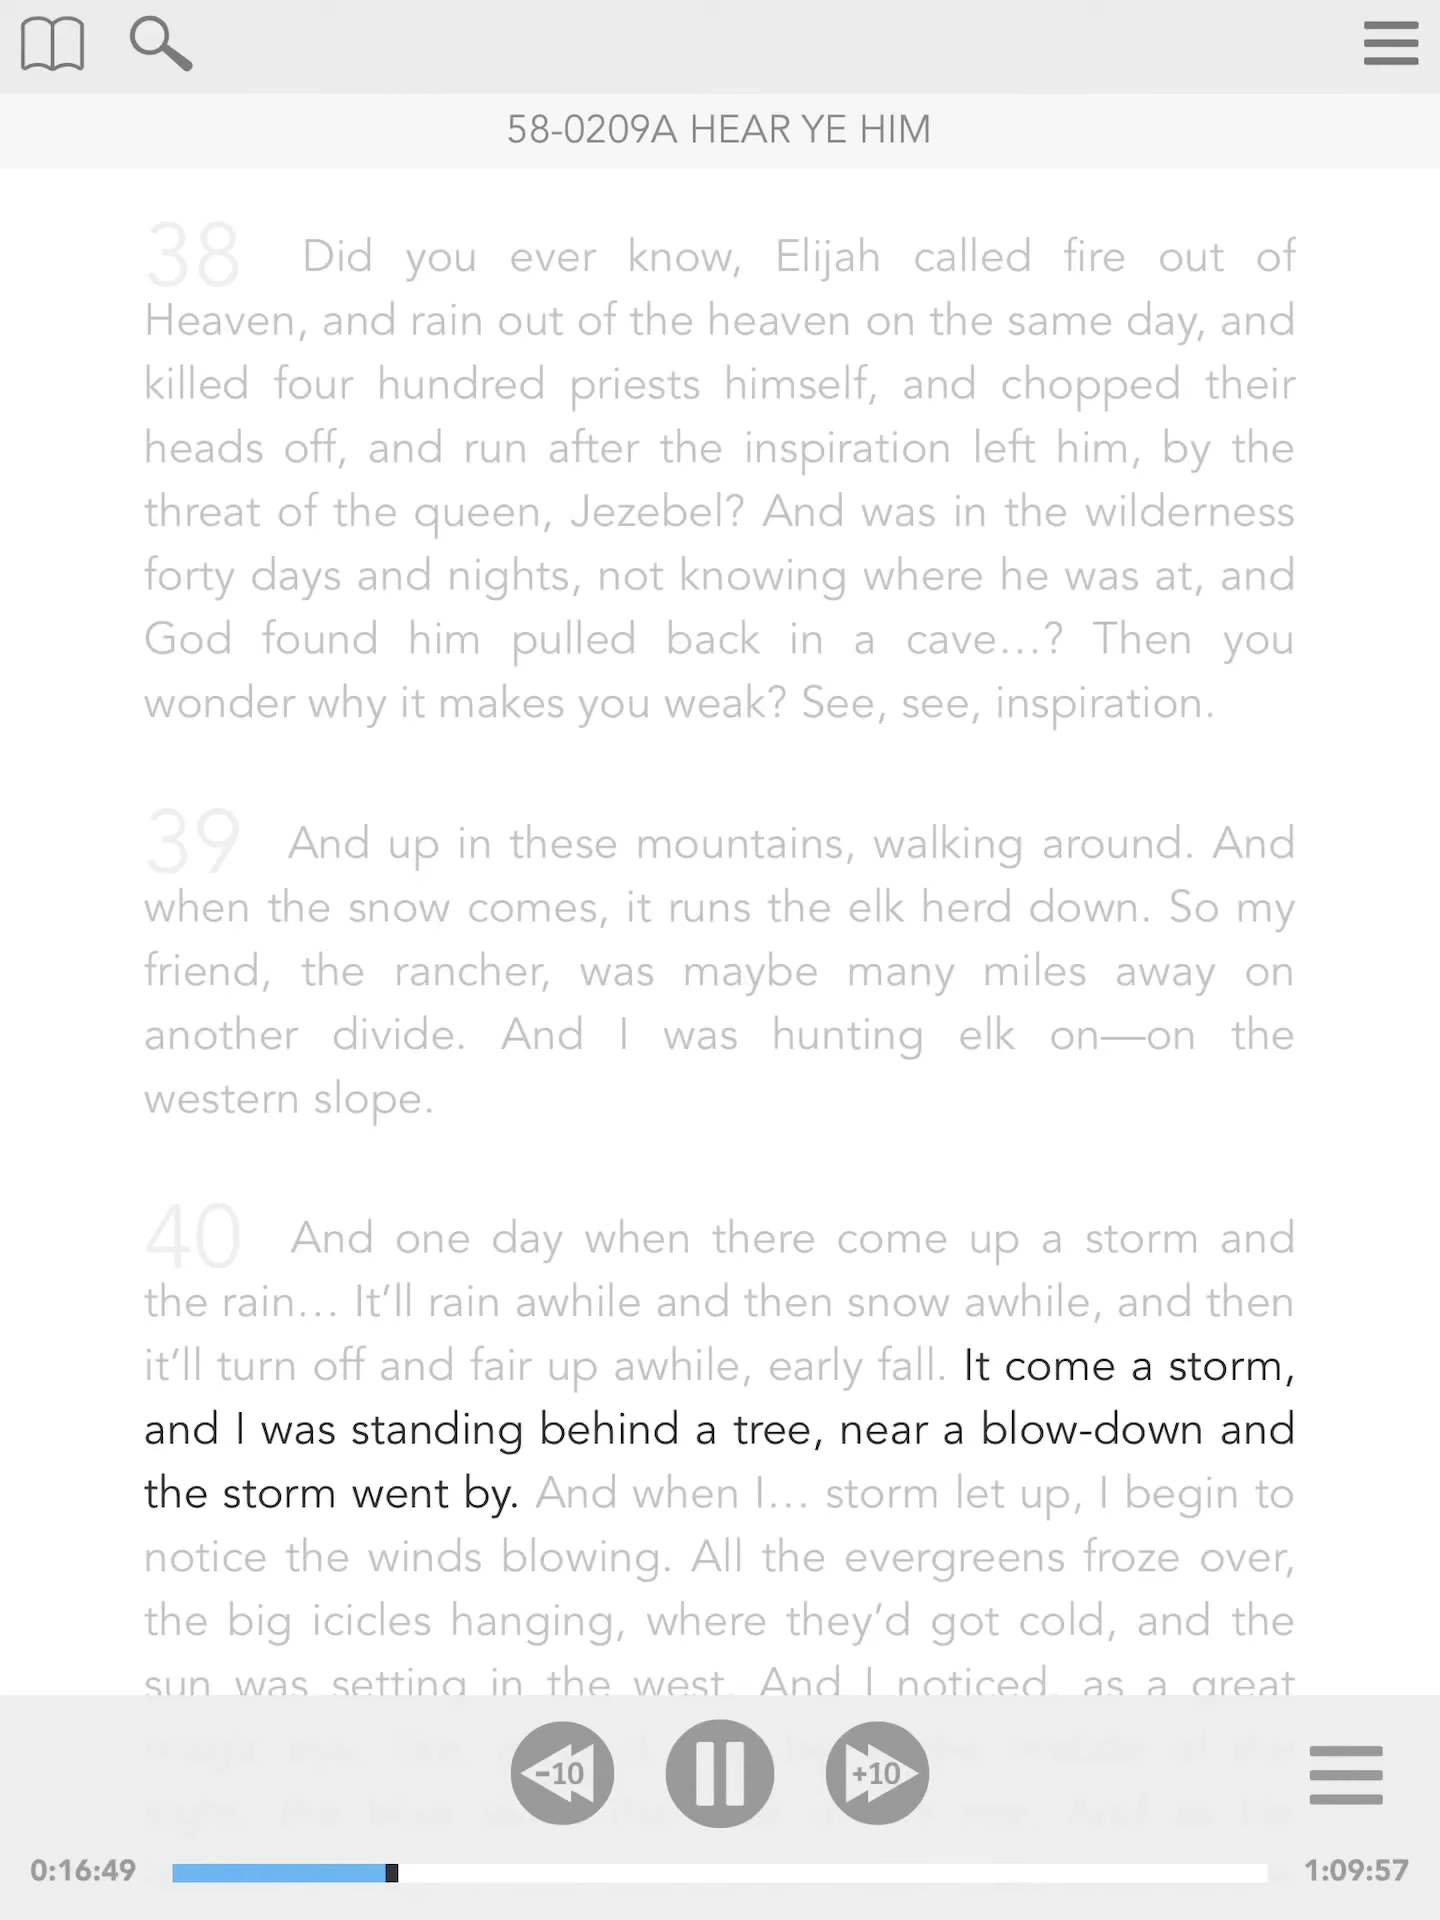 58-0209A HEAR YE HIM
38 Did you ever know, Elijah called fire out of
Heaven, and rain out of the heaven on the same day, and
killed four hundred priests himself, and chopped their
heads off, and run after the inspiration left him, by the
threat of the queen, Jezebel? And was in the wilderness
forty days and nights, not knowing where he was at, and
God found him pulled back in a cave…? Then you
wonder why it makes you weak? See, see, inspiration.
39 And up in these mountains, walking around. And
when the snow comes, it runs the elk herd down. So my
friend, the rancher, was maybe many miles away on
another divide. And I was hunting elk on—on the
western slope.
40 And one day when there come up a storm and
the rain… It’ll rain awhile and then snow awhile, and then
it’ll turn off and fair up awhile, early fall. It come a storm,
and I was standing behind a tree, near a blow-down and
the storm went by. And when I… storm let up, I begin to
notice the winds blowing. All the evergreens froze over,
the big icicles hanging, where they’d got cold, and the
sun was setting in the west. And I noticed, as a great
-10 +10
0:16:49 1:09:57